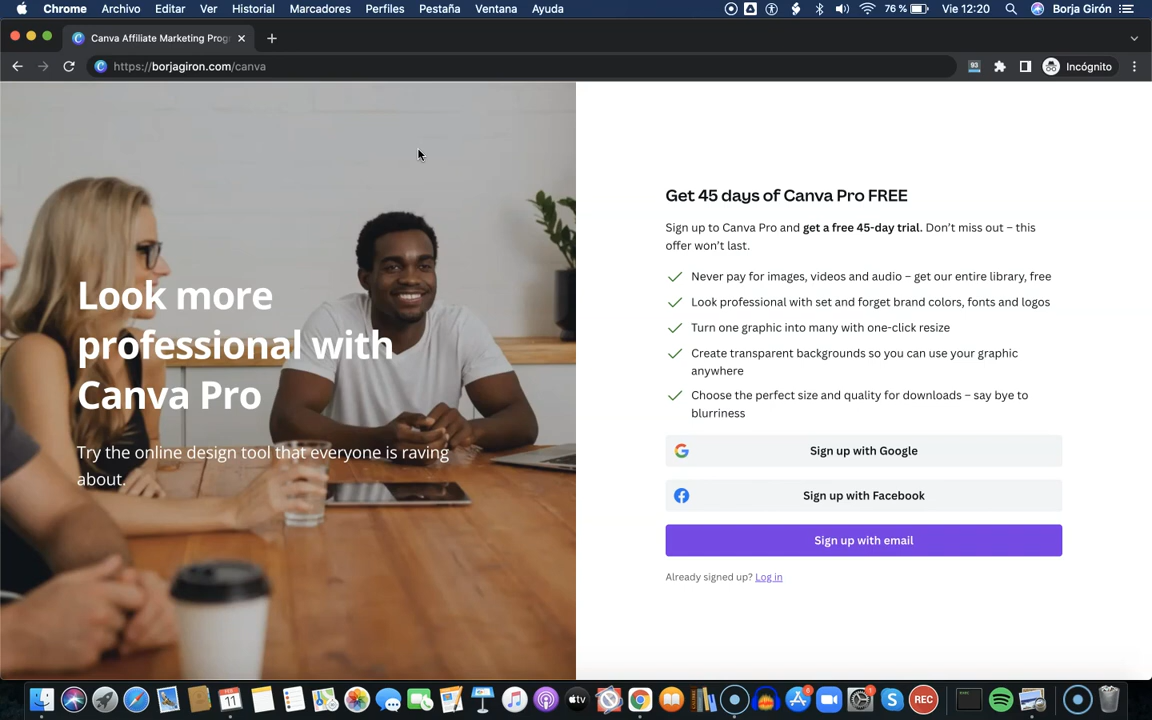 Chrome Archivo Editar Ver Historial Marcadores Perfiles Pestaña Ventana Ayuda 76 % Vie 12:20 Borja Girón
Canva Affiliate Marketing Prog
https://borjagiron.com/canva 93 Incógnito
Look more
professional with
Canva Pro
Try the online design tool that everyone is raving
about.
Get 45 days of Canva Pro FREE
Sign up to Canva Pro and get a free 45-day trial. Don't miss out – this
offer won't last.
Never pay for images, videos and audio – get our entire library, free
Look professional with set and forget brand colors, fonts and logos
Turn one graphic into many with one-click resize
Create transparent backgrounds so you can use your graphic
anywhere
Choose the perfect size and quality for downloads – say bye to
blurriness
Sign up with Google
Sign up with Facebook
Sign up with email
Already signed up? Log in
FEB 11 tv 6 1 REC